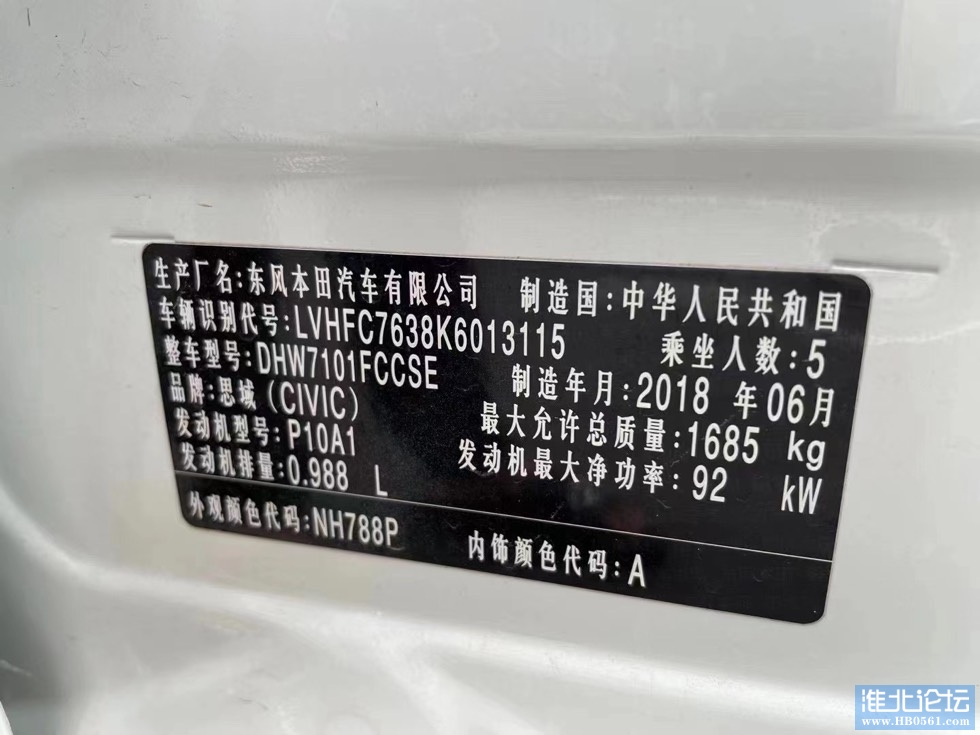 生产厂名:东风本田汽车有限公司 制造国:中华人民共和国
车辆识别代号:LVHFC7638K6013115 乘坐人数:5
整车型号:DHW7101FCCSE 制造年月:2018 年 06月
品牌:思域(CIVIC) 最大允许总质量:1685 kg
发动机型号:P10A1 发动机最大净功率:92 kW
发动机排量:0.988 L
外观颜色代码:NH788P 内饰颜色代码:A
淮北论坛
www.HB0561.com